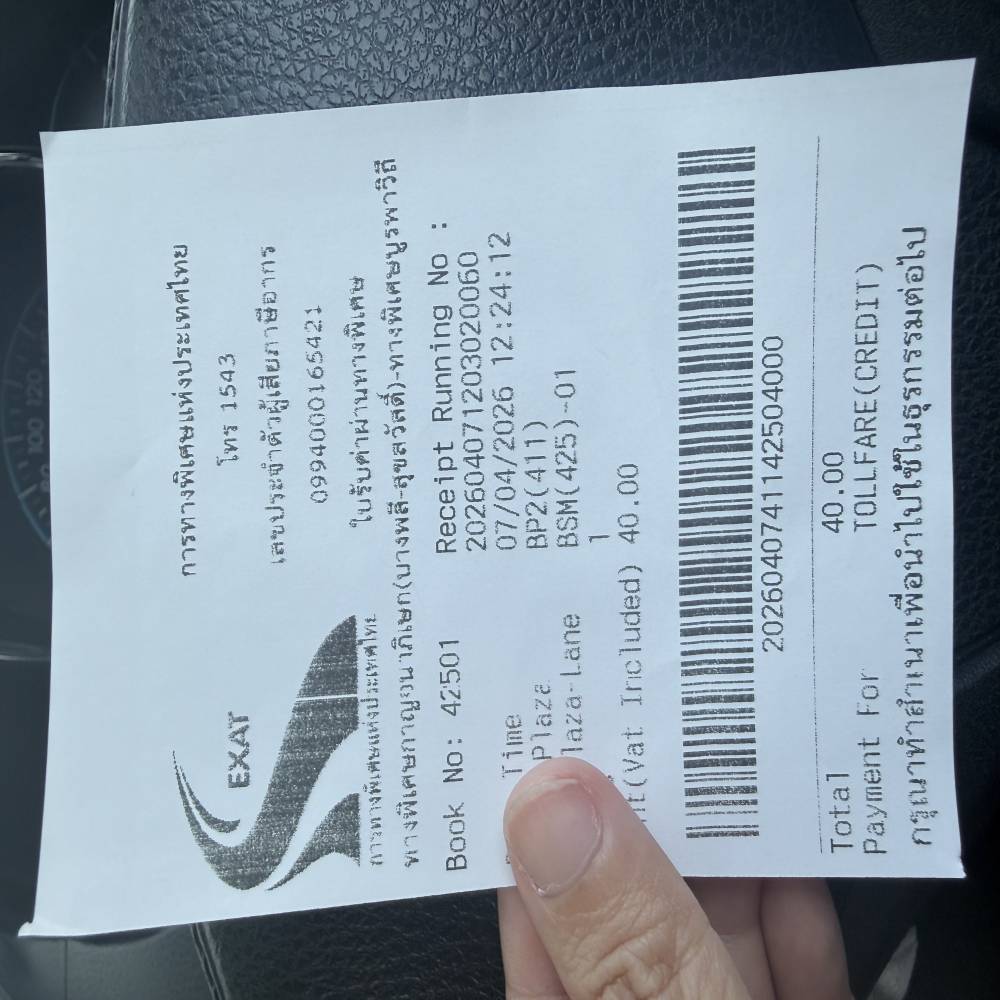 EXAT
การทางพิเศษแห่งประเทศไทย
การทางพิเศษแห่งประเทศไทย
โทร 1543
เลขประจำตัวผู้เสียภาษีอากร
0994000165421
ใบรับค่าผ่านทางพิเศษ
ทางพิเศษกาญจนาภิเษก(บางพลี-สุขสวัสดิ์)-ทางพิเศษบูรพาวิถี
Book No: 42501 Receipt Running No :
202604071203020060
Time 07/04/2026 12:24:12
Plaza BP2(411)
laza-Lane BSM(425)-01
1
(Vat Included) 40.00
2026040741142504000
Total 40.00
Payment For TOLLFARE(CREDIT)
กรุณาทำสำเนาเพื่อนำไปใช้ในธุรกรรมต่อไป
80 100 120